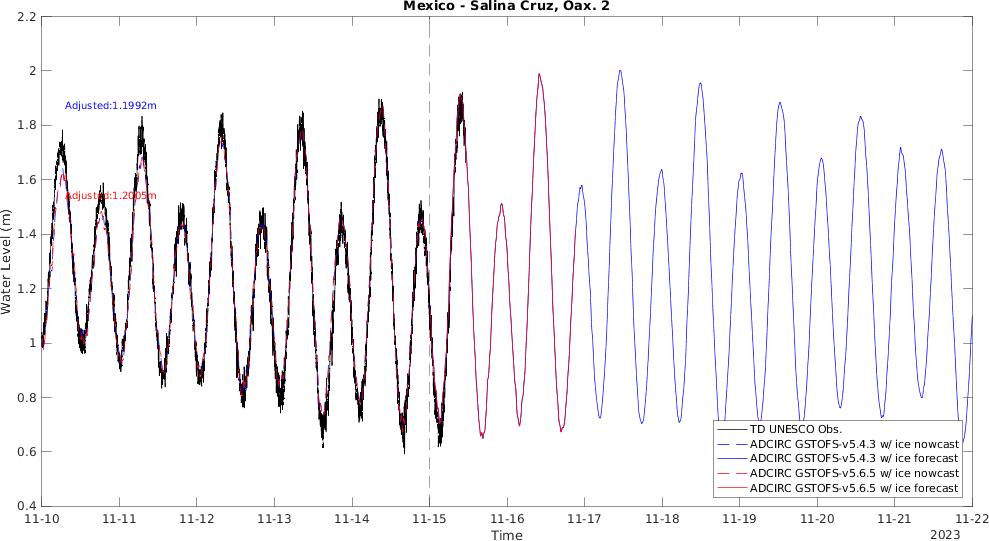 Mexico - Salina Cruz, Oax. 2
2.2
2
1.8
1.6
1.4
1.2
1
0.8
0.6
0.4
Water Level (m)
Adjusted:1.1992m
Adjusted:1.2005m
TD UNESCO Obs.
ADCIRC GSTOFS-v5.4.3 w/ ice nowcast
ADCIRC GSTOFS-v5.4.3 w/ ice forecast
ADCIRC GSTOFS-v5.6.5 w/ ice nowcast
ADCIRC GSTOFS-v5.6.5 w/ ice forecast
11-10 11-11 11-12 11-13 11-14 11-15 11-16 11-17 11-18 11-19 11-20 11-21 11-22
Time
2023